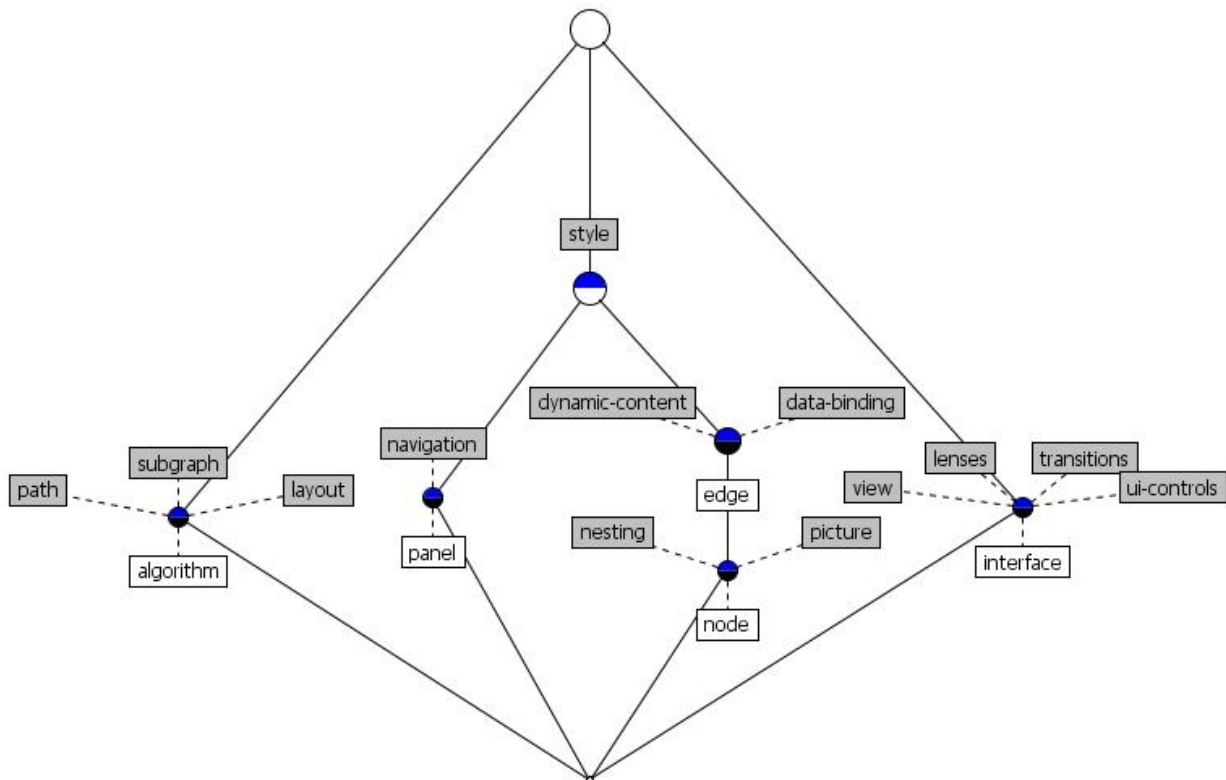 style
dynamic-content
data-binding
navigation
subgraph
lenses
transitions
path
layout
view
ui-controls
edge
nesting
picture
panel
algorithm
interface
node